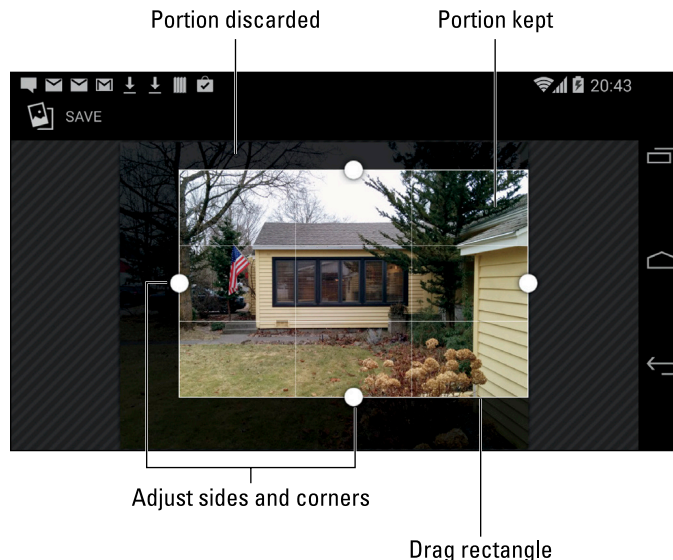 Portion discarded
Portion kept
20:43
SAVE
Adjust sides and corners
Drag rectangle